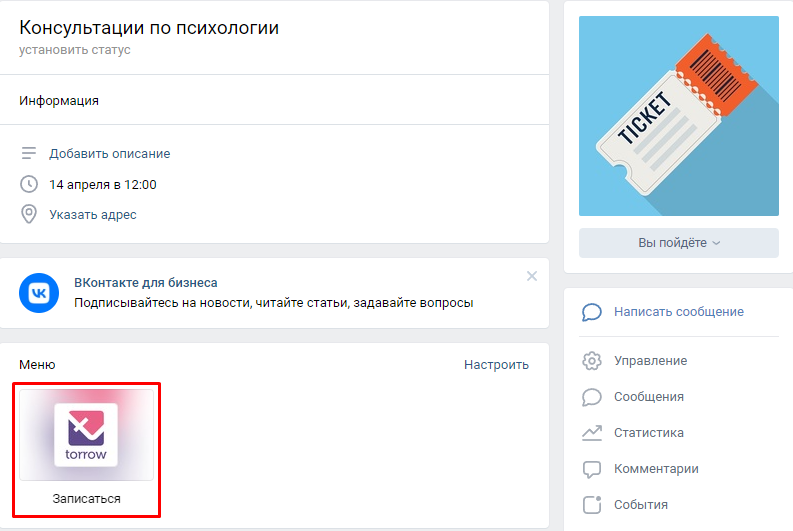 Консультации по психологии
установить статус
Информация
Добавить описание
14 апреля в 12:00
Указать адрес
ВКонтакте для бизнеса
Подписывайтесь на новости, читайте статьи, задавайте вопросы
Меню
Настроить
torrow
Записаться
TICKET
Вы пойдёте
Написать сообщение
Управление
Сообщения
Статистика
Комментарии
События